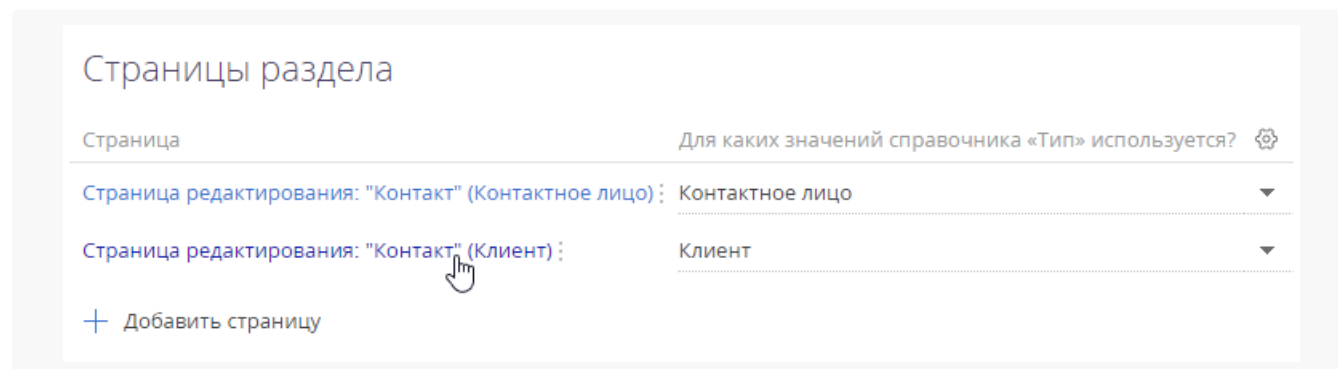 Страницы раздела
Страница Для каких значений справочника «Тип» используется?
Страница редактирования: "Контакт" (Контактное лицо) Контактное лицо
Страница редактирования: "Контакт" (Клиент) Клиент
Добавить страницу